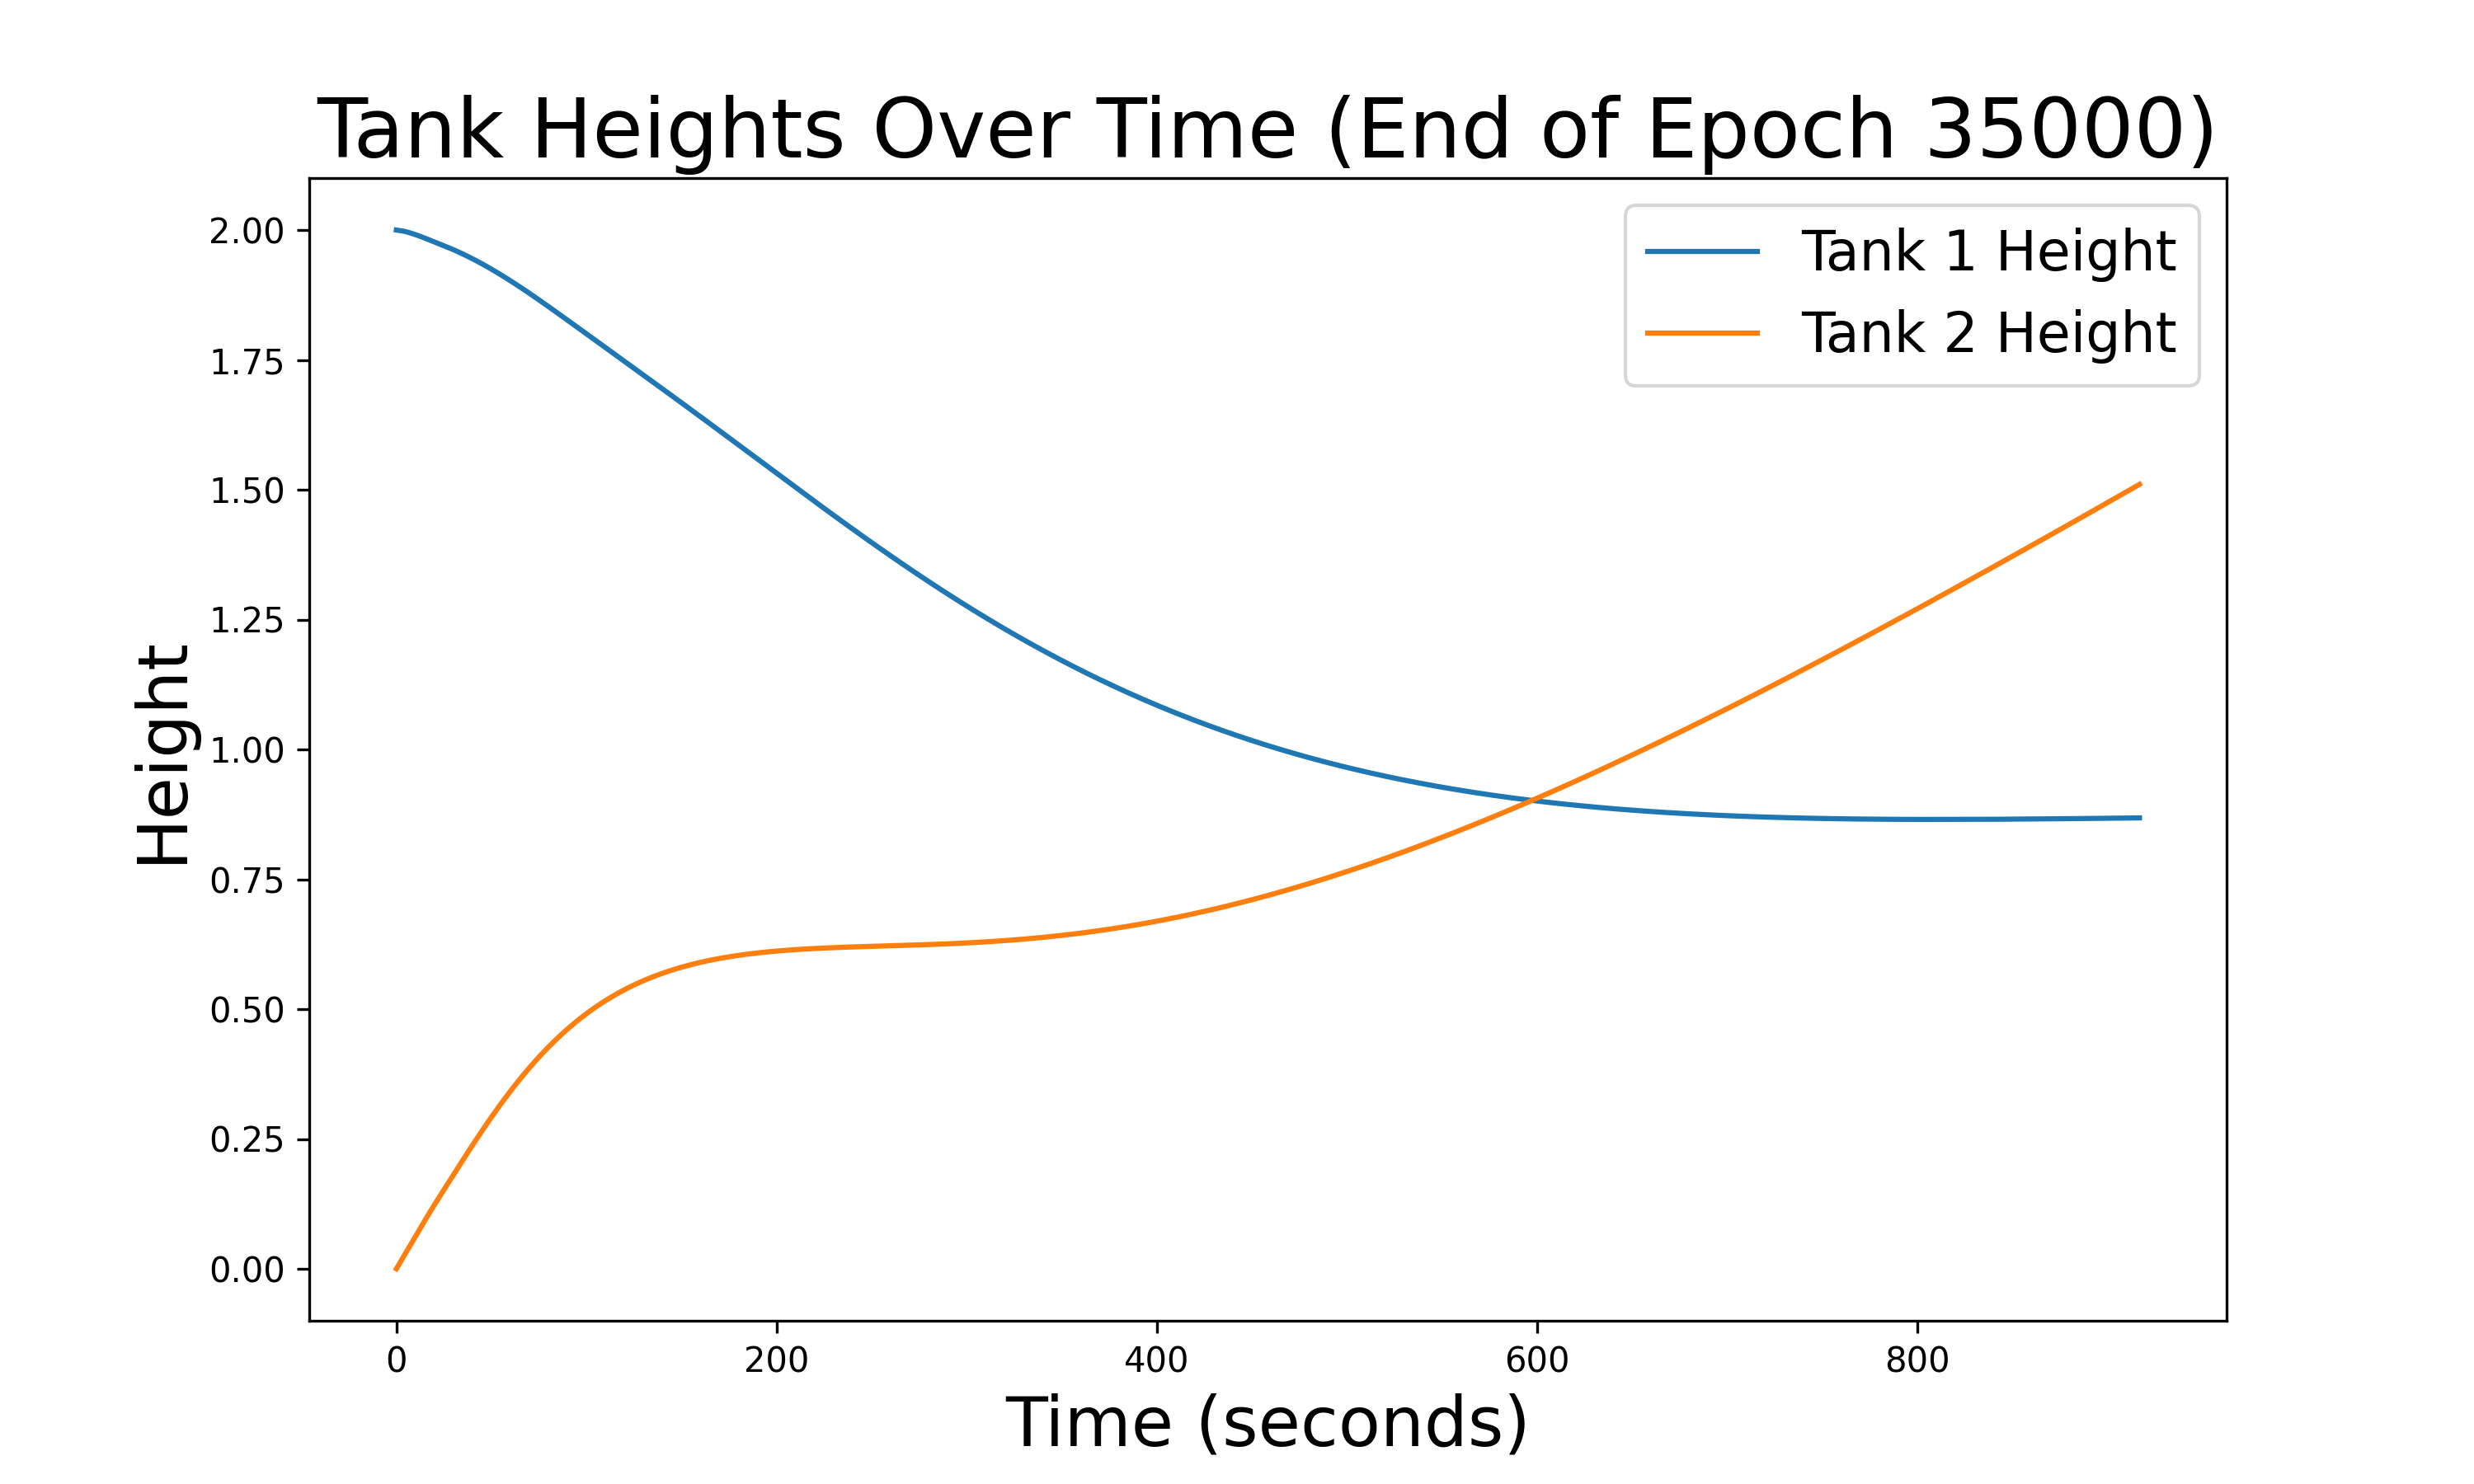 Tank Heights Over Time (End of Epoch 35000)
Tank 1 Height
Tank 2 Height
Height
2.00
1.75
1.50
1.25
1.00
0.75
0.50
0.25
0.00
0 200 400 600 800
Time (seconds)